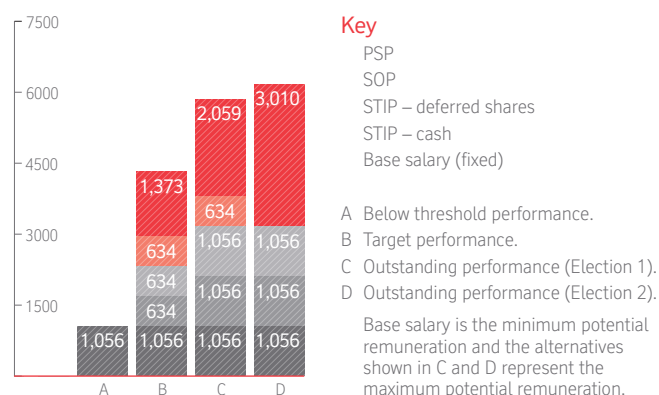 7500
6000
4500
3000
1500
1,056
A
1,373
634
634
634
1,056
B
2,059
634
1,056
1,056
1,056
C
3,010
1,056
1,056
1,056
D
Key
PSP
SOP
STIP – deferred shares
STIP – cash
Base salary (fixed)
A Below threshold performance.
B Target performance.
C Outstanding performance (Election 1).
D Outstanding performance (Election 2).
Base salary is the minimum potential
remuneration and the alternatives
shown in C and D represent the
maximum potential remuneration.